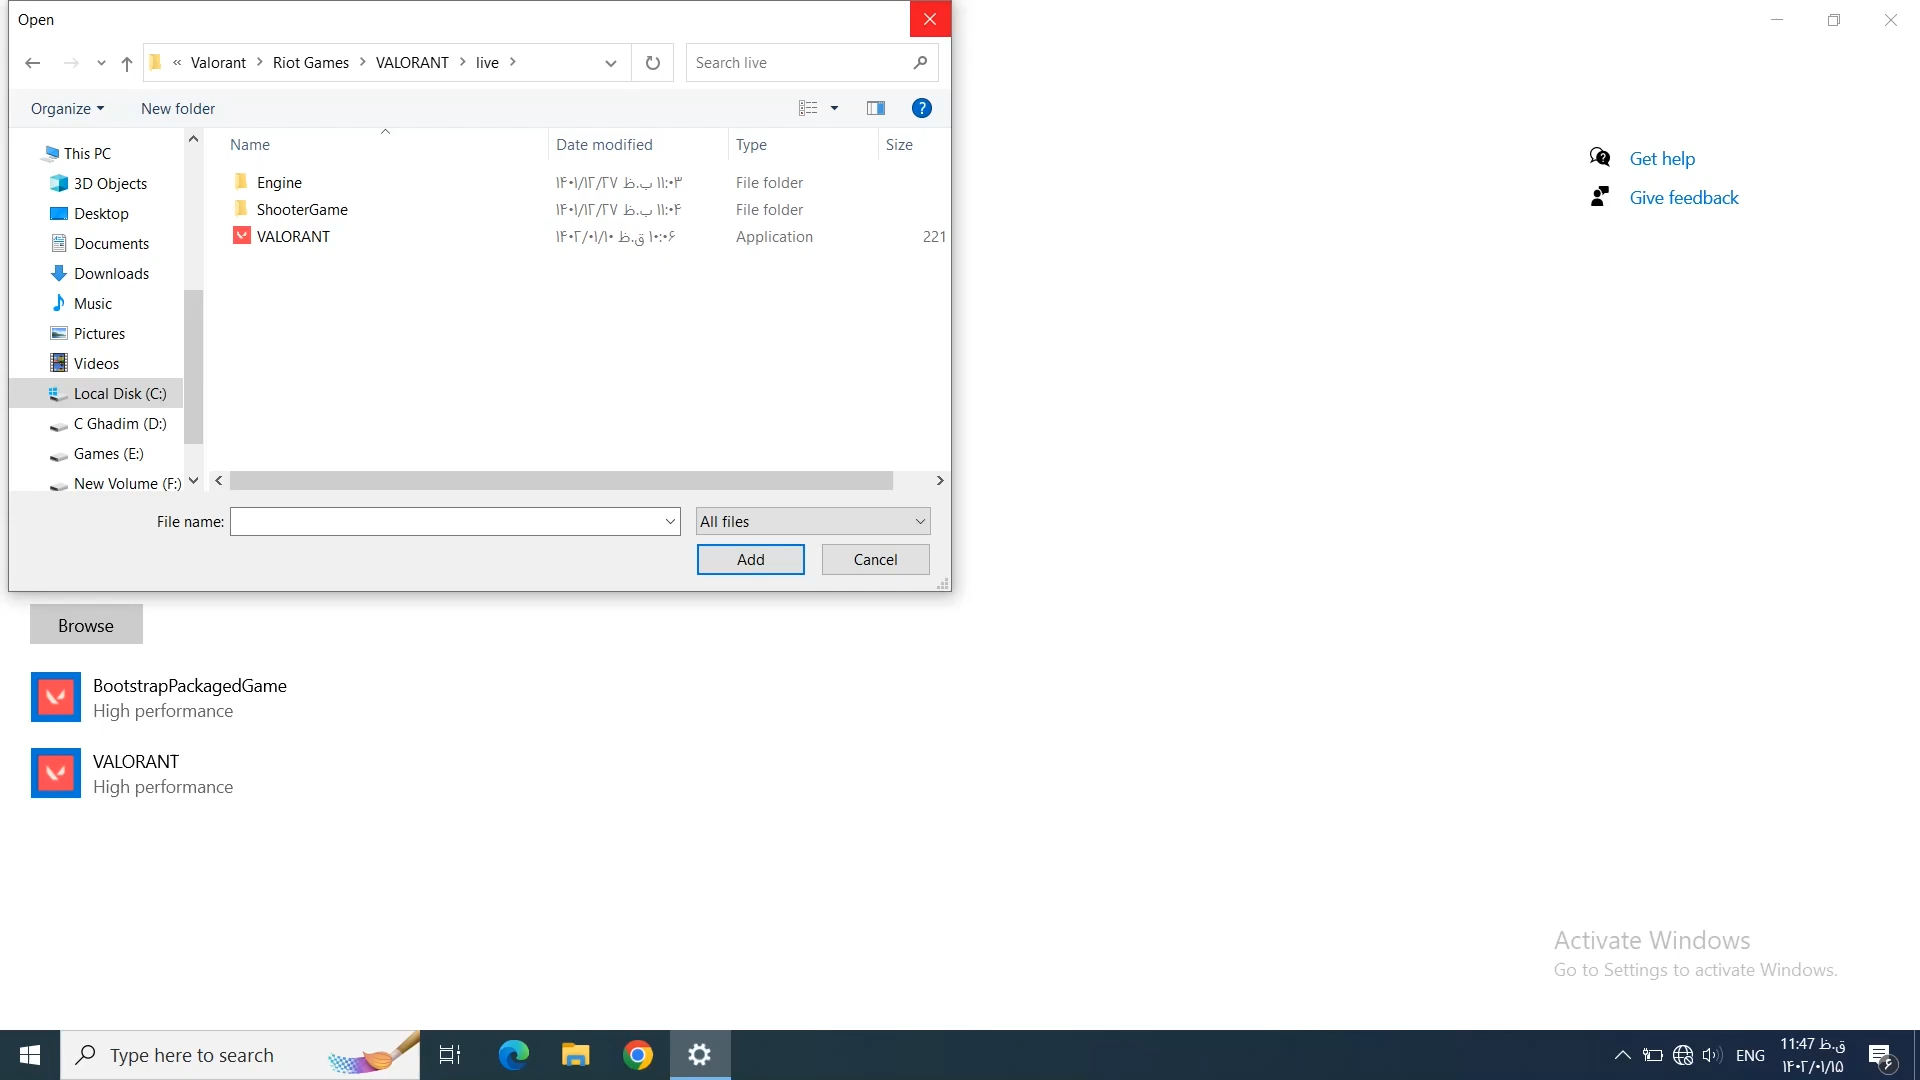 Open
« Valorant > Riot Games > VALORANT > live >
Search live
Organize
New folder
?
Name
Date modified
Type
Size
This PC
3D Objects
Desktop
Documents
Downloads
Music
Pictures
Videos
Local Disk (C:)
C Ghadim (D:)
Games (E:)
New Volume (F:)
Engine
۱۴۰۱/۱۲/۲۷ ب.ظ ۱۱:۰۳
File folder
ShooterGame
۱۴۰۱/۱۲/۲۷ ب.ظ ۱۱:۰۴
File folder
VALORANT
۱۴۰۲/۰۱/۱۰ ق.ظ ۱۰:۰۶
Application
221
File name:
All files
Add
Cancel
Browse
BootstrapPackagedGame
High performance
VALORANT
High performance
Get help
Give feedback
Activate Windows
Go to Settings to activate Windows.
Type here to search
ENG
11:47 ق.ظ
۱۴۰۲/۰۱/۱۵
۶